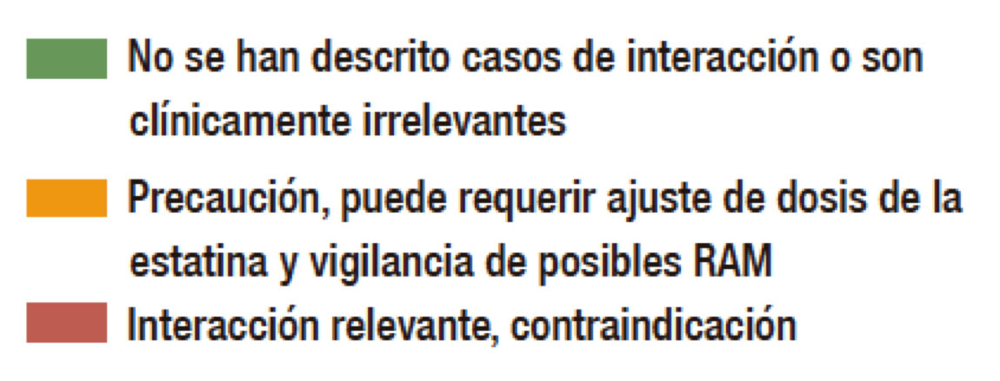 No se han descrito casos de interacción o son
clínicamente irrelevantes
Precaución, puede requerir ajuste de dosis de la
estatina y vigilancia de posibles RAM
Interacción relevante, contraindicación